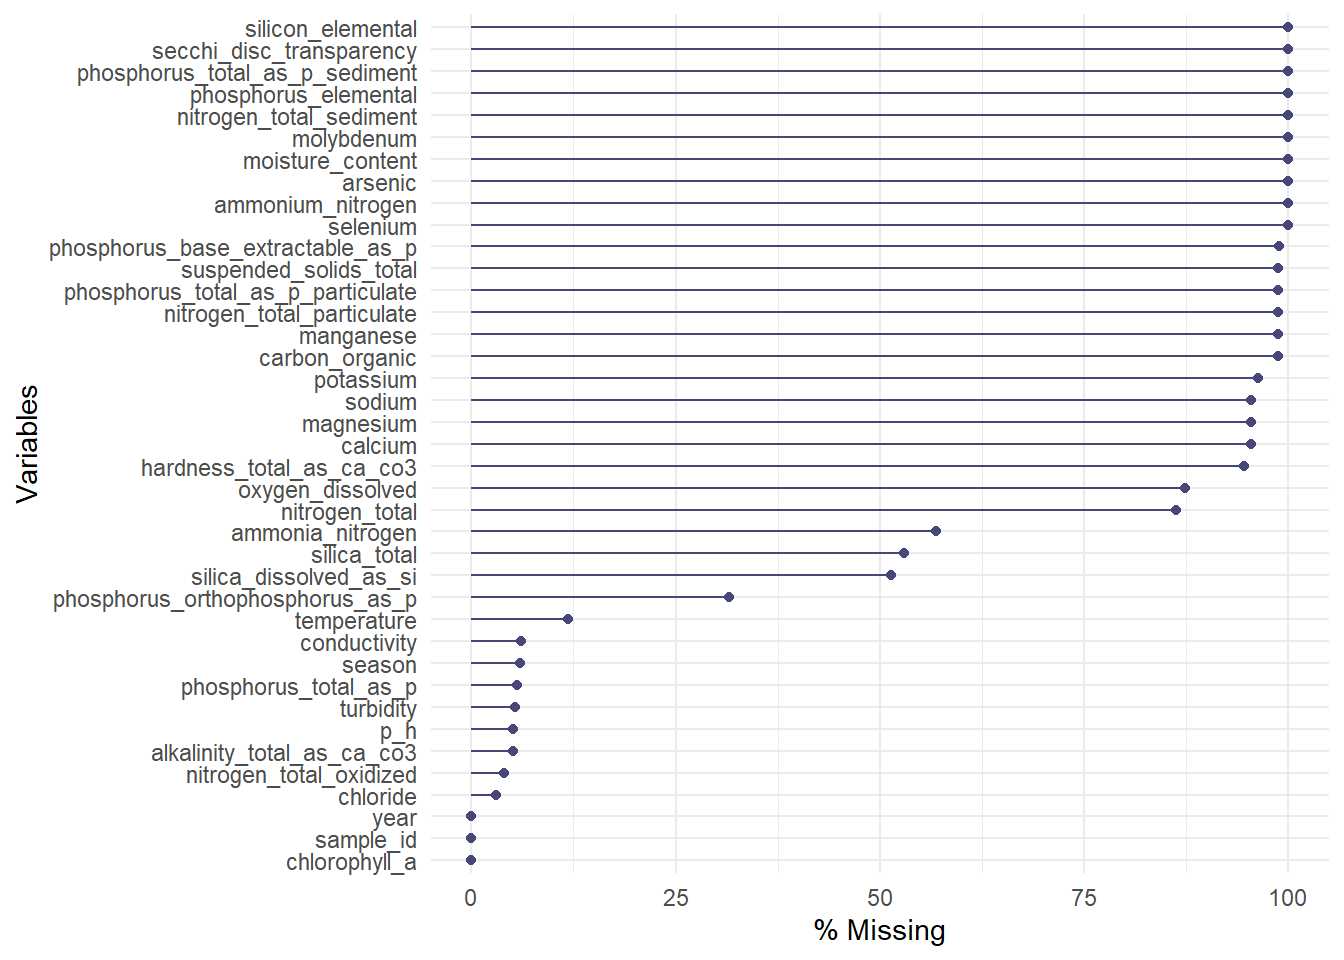 silicon_elemental
secchi_disc_transparency
phosphorus_total_as_p_sediment
phosphorus_elemental
nitrogen_total_sediment
molybdenum
moisture_content
arsenic
ammonium_nitrogen
selenium
phosphorus_base_extractable_as_p
suspended_solids_total
phosphorus_total_as_p_particulate
nitrogen_total_particulate
manganese
carbon_organic
potassium
sodium
magnesium
calcium
hardness_total_as_ca_co3
oxygen_dissolved
nitrogen_total
ammonia_nitrogen
silica_total
silica_dissolved_as_si
phosphorus_orthophosphorus_as_p
temperature
conductivity
season
phosphorus_total_as_p
turbidity
p_h
alkalinity_total_as_ca_co3
nitrogen_total_oxidized
chloride
year
sample_id
chlorophyll_a
Variables
0 25 50 75 100
% Missing